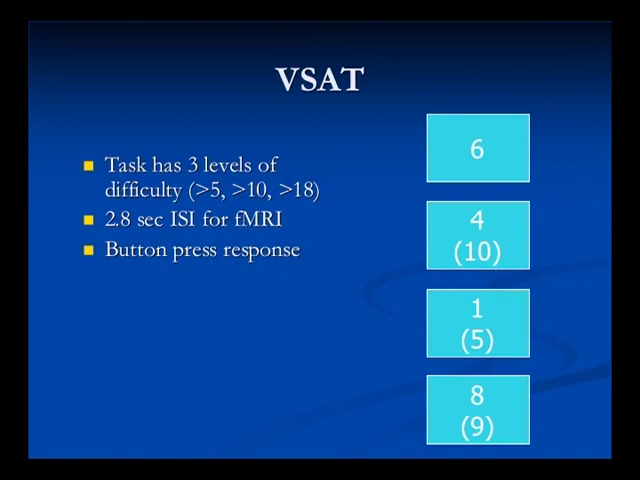 VSAT
Task has 3 levels of
difficulty (>5, >10, >18)
2.8 sec ISI for fMRI
Button press response
6
4
(10)
1
(5)
8
(9)